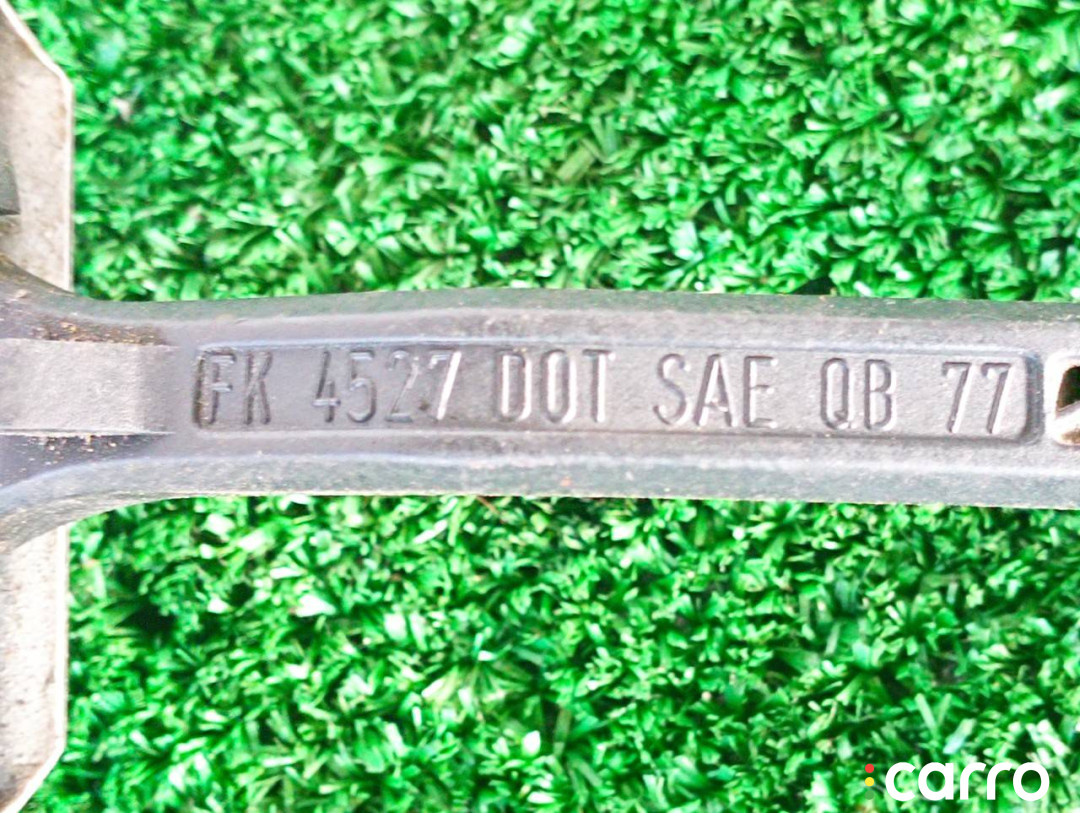 FK 4527 DOT SAE QB 77
carro